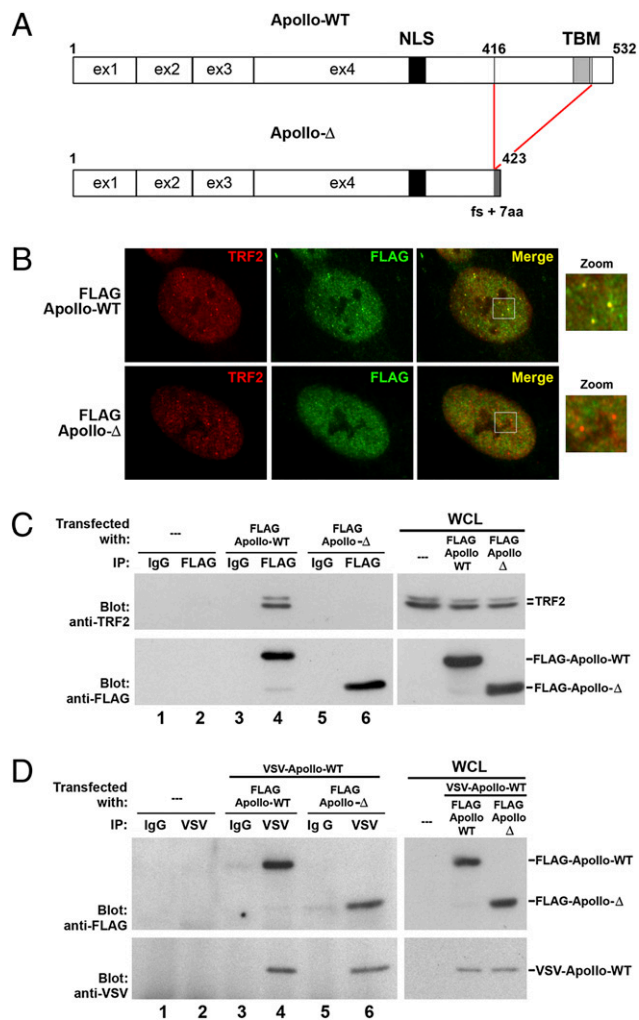 A
Apollo-WT
1 NLS 416 TBM 532
ex1 ex2 ex3 ex4
Apollo-Δ
1 423
ex1 ex2 ex3 ex4
fs + 7aa
B
TRF2 FLAG Merge Zoom
FLAG
Apollo-WT
TRF2 FLAG Merge Zoom
FLAG
Apollo-Δ
C
Transfected with: --- FLAG Apollo-WT FLAG Apollo-Δ WCL
--- FLAG Apollo WT FLAG Apollo Δ
IP: IgG FLAG IgG FLAG IgG FLAG
Blot: anti-TRF2 TRF2
Blot: anti-FLAG FLAG-Apollo-WT
FLAG-Apollo-Δ
1 2 3 4 5 6
D
VSV-Apollo-WT WCL
Transfected with: --- FLAG Apollo-WT FLAG Apollo-Δ VSV-Apollo-WT
--- FLAG Apollo WT FLAG Apollo Δ
IP: IgG VSV IgG VSV Ig G VSV
FLAG-Apollo-WT
Blot: anti-FLAG FLAG-Apollo-Δ
Blot: anti-VSV VSV-Apollo-WT
1 2 3 4 5 6